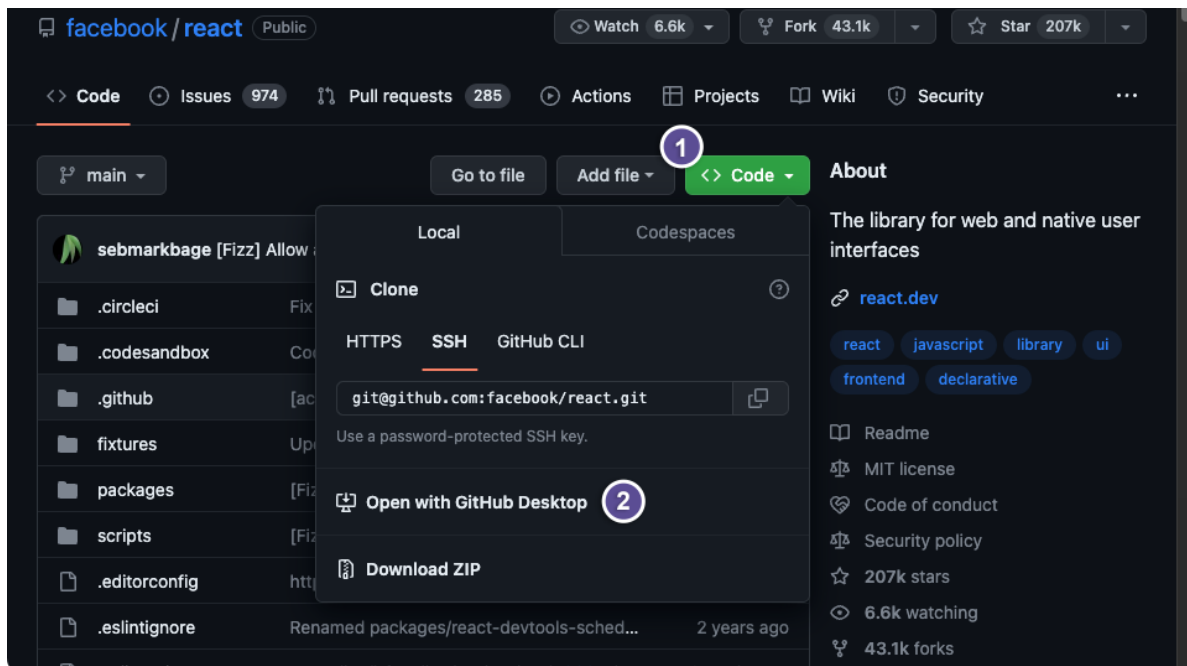 facebook / react Public
Watch 6.6k
Fork 43.1k
Star 207k
Code
Issues 974
Pull requests 285
Actions
Projects
Wiki
Security
...
main
Go to file
Add file
1
Code
Local
Codespaces
Clone
HTTPS SSH GitHub CLI
git@github.com:facebook/react.git
Use a password-protected SSH key.
Open with GitHub Desktop 2
Download ZIP
sebmarkbage [Fizz] Allow
.circleci Fix
.codesandbox
.github [ac
fixtures
packages [Fiz
scripts [Fiz
.editorconfig
.eslintignore Renamed packages/react-devtools-sched... 2 years ago
About
The library for web and native user
interfaces
react.dev
react javascript library ui
frontend declarative
Readme
MIT license
Code of conduct
Security policy
207k stars
6.6k watching
43.1k forks